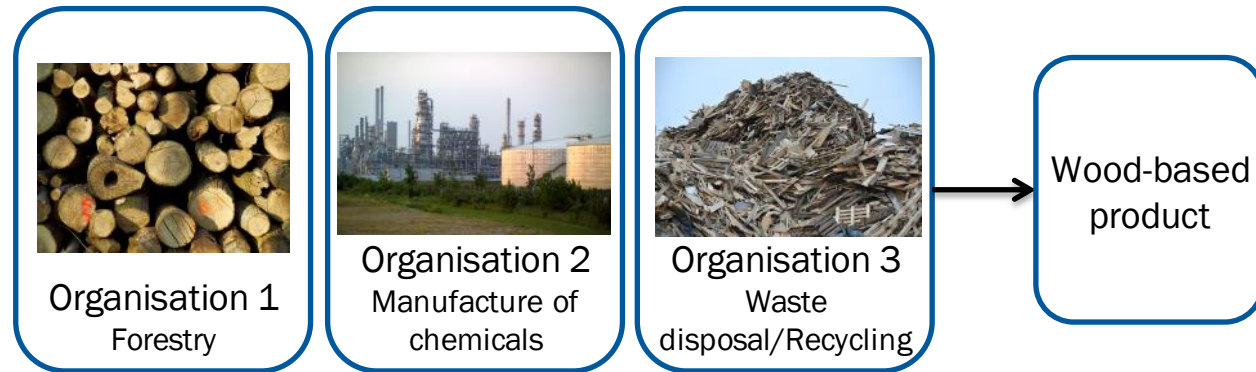 Organisation 1
Forestry
Organisation 2
Manufacture of
chemicals
Organisation 3
Waste
disposal/Recycling
Wood-based
product